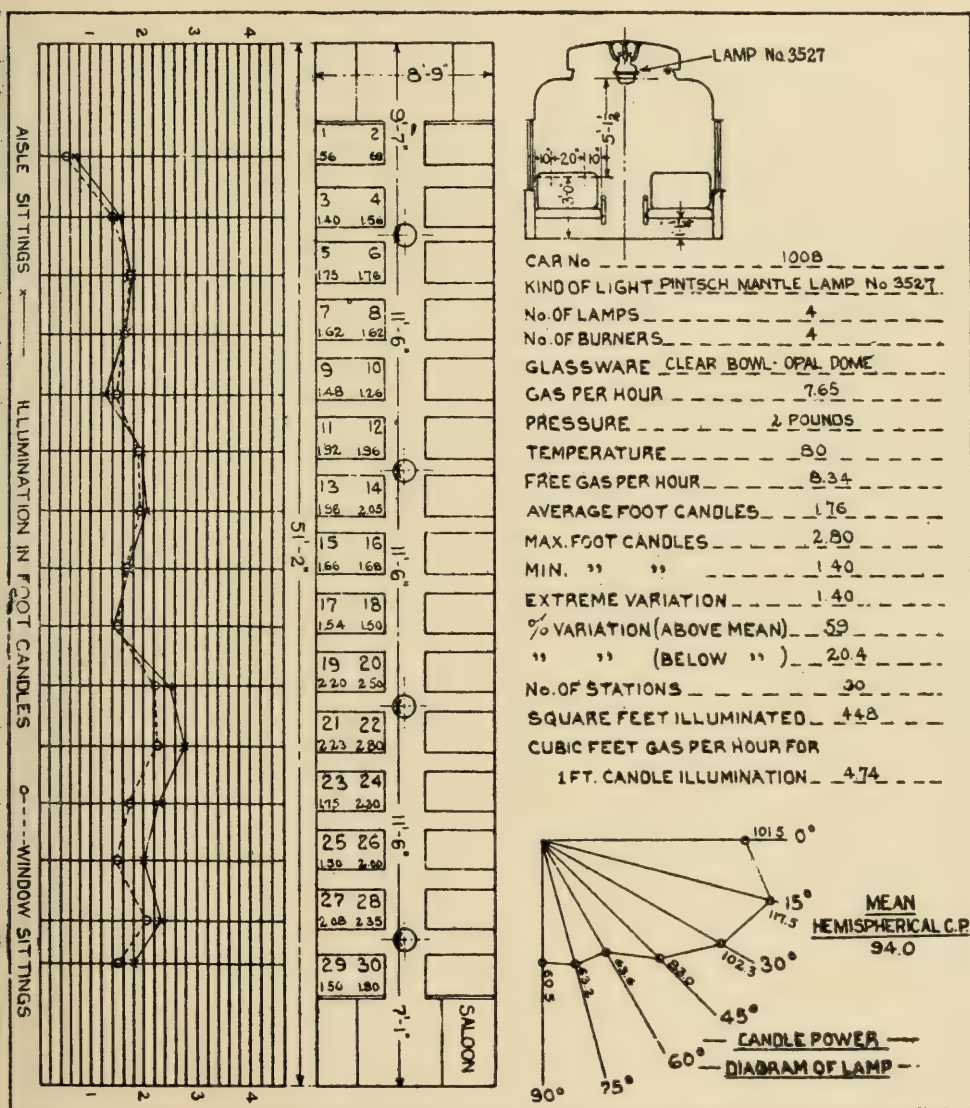 1 2 3 4
AISLE SITTINGS x——— ILLUMINATION IN FOOT CANDLES o----WINDOW SITTINGS
1 2 3 4
51'-2"
8'-9"
9'-7"
1 2
.56 .68
3 4
1.40 1.56
5 6
1.75 1.76
7 8
1.62 1.62
11'-6"
9 10
1.48 1.26
11 12
1.92 1.96
13 14
1.98 2.05
15 16
1.66 1.68
11'-6"
17 18
1.54 1.50
19 20
2.20 2.50
21 22
2.23 2.80
23 24
1.75 2.30
11'-6"
25 26
1.50 2.00
27 28
2.08 2.35
29 30
1.56 1.80
7'-1"
SALOON
LAMP No. 3527
5'-1½"
10" 20" 10"
3'-0"
CAR No 1008
KIND OF LIGHT PINTSCH MANTLE LAMP No 3527
No. OF LAMPS 4
No. OF BURNERS 4
GLASSWARE CLEAR BOWL-OPAL DOME
GAS PER HOUR 7.65
PRESSURE 2 POUNDS
TEMPERATURE 80
FREE GAS PER HOUR 8.34
AVERAGE FOOT CANDLES 1.76
MAX. FOOT CANDLES 2.80
MIN. " " 1.40
EXTREME VARIATION 1.40
% VARIATION (ABOVE MEAN) 59
" " (BELOW ") 20.4
No. OF STATIONS 30
SQUARE FEET ILLUMINATED 448
CUBIC FEET GAS PER HOUR FOR
1 FT. CANDLE ILLUMINATION 4.74
101.5 0°
117.5 15°
102.3 30°
83.0 45°
63.6 60°
63.2 75°
60.5 90°
MEAN
HEMISPHERICAL C.P.
94.0
CANDLE POWER
DIAGRAM OF LAMP